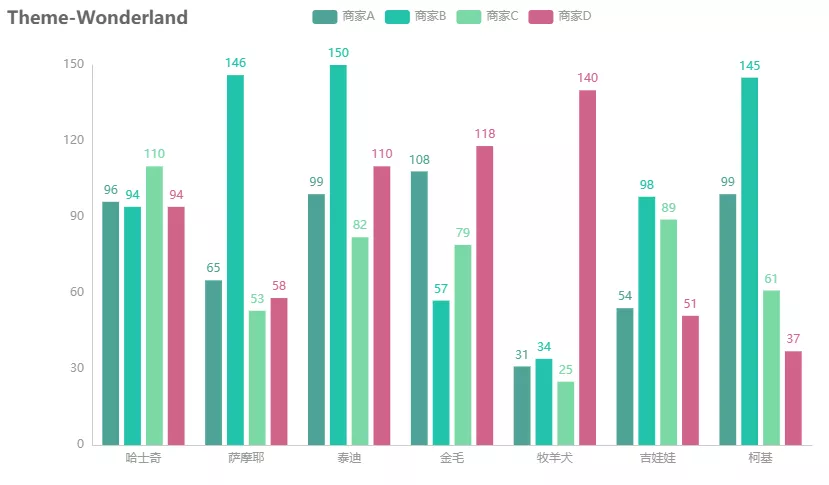 Theme-Wonderland
商家A 商家B 商家C 商家D
150
120
90
60
30
0
96 94 110 94
65 146 53 58
99 150 82 110
108 57 79 118
31 34 25 140
54 98 89 51
99 145 61 37
哈士奇 萨摩耶 泰迪 金毛 牧羊犬 吉娃娃 柯基